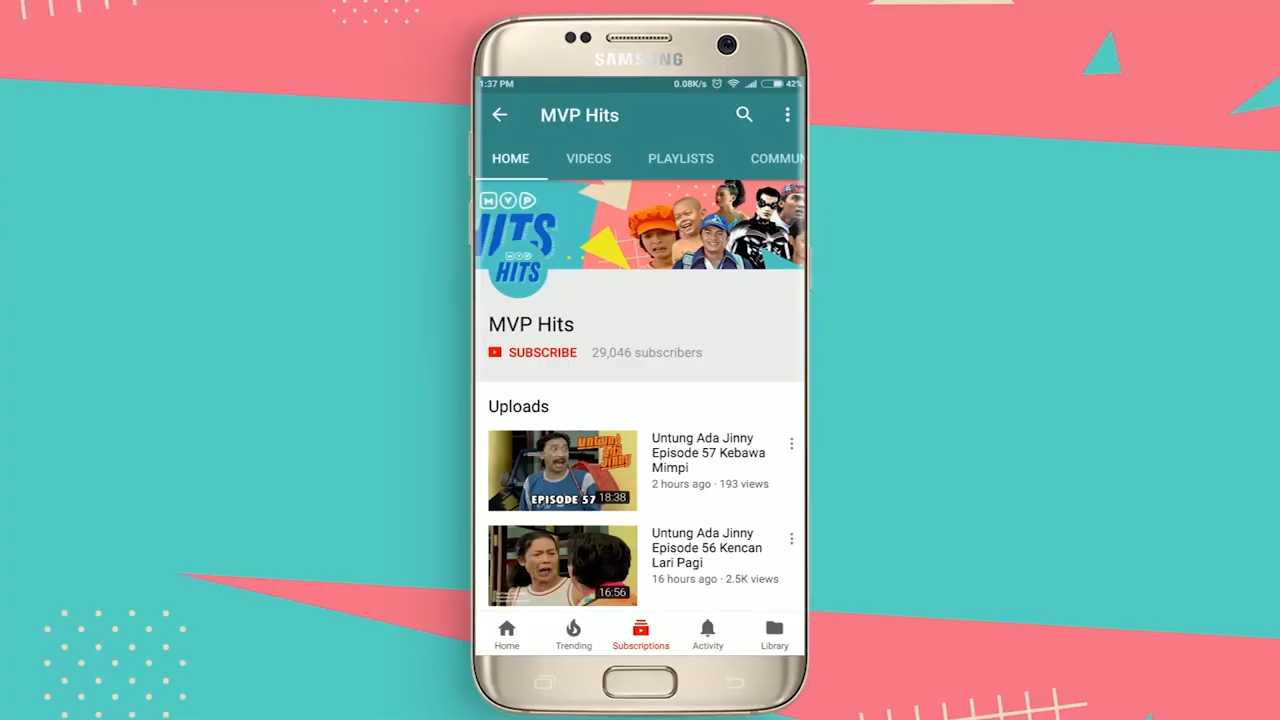 SAMSUNG
1:37 PM
0.08K/s
42%
MVP Hits
HOME
VIDEOS
PLAYLISTS
COMMUN
MVP
HITS
MVP
HITS
MVP Hits
SUBSCRIBE
29,046 subscribers
Uploads
UNTUNG
ADA
JINNY
EPISODE 57
18:38
Untung Ada Jinny
Episode 57 Kebawa
Mimpi
2 hours ago · 193 views
16:56
Untung Ada Jinny
Episode 56 Kencan
Lari Pagi
16 hours ago · 2.5K views
Home
Trending
Subscriptions
Activity
Library